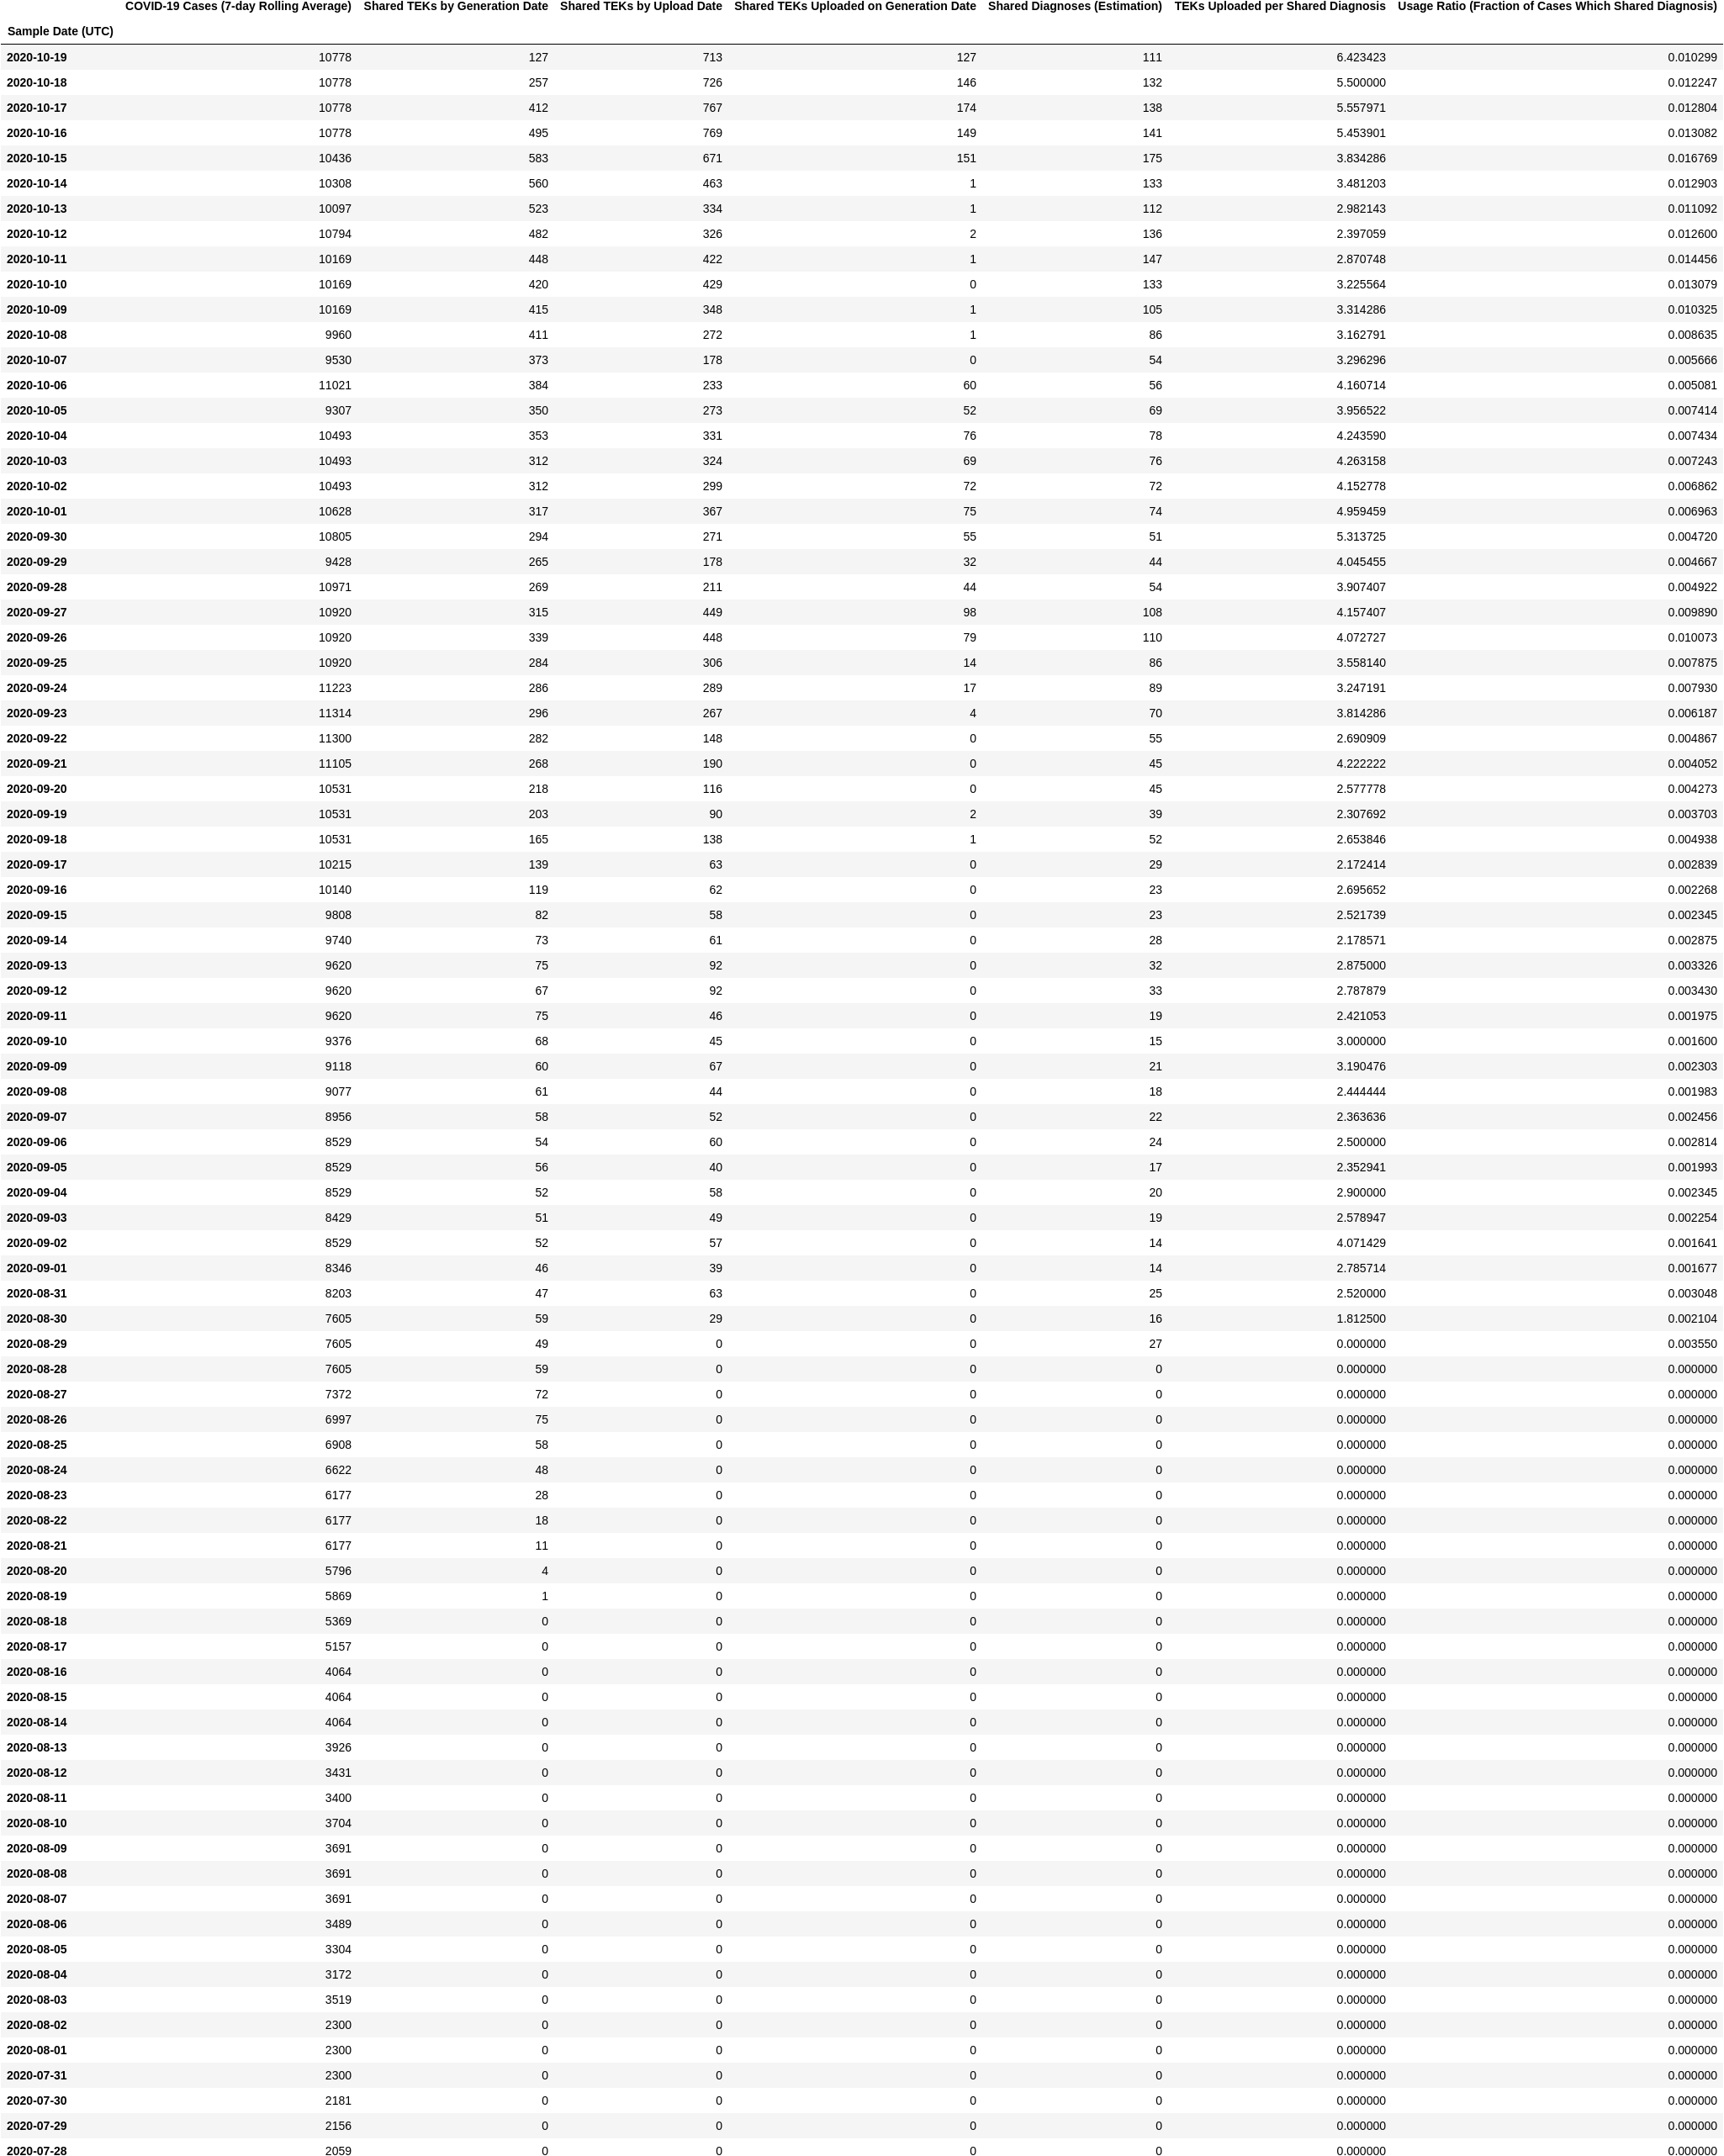 COVID-19 Cases (7-day Rolling Average) Shared TEKs by Generation Date Shared TEKs by Upload Date Shared TEKs Uploaded on Generation Date Shared Diagnoses (Estimation) TEKs Uploaded per Shared Diagnosis Usage Ratio (Fraction of Cases Which Shared Diagnosis)
Sample Date (UTC)
2020-10-19 10778 127 713 127 111 6.423423 0.010299
2020-10-18 10778 257 726 146 132 5.500000 0.012247
2020-10-17 10778 412 767 174 138 5.557971 0.012804
2020-10-16 10778 495 769 149 141 5.453901 0.013082
2020-10-15 10436 583 671 151 175 3.834286 0.016769
2020-10-14 10308 560 463 1 133 3.481203 0.012903
2020-10-13 10097 523 334 1 112 2.982143 0.011092
2020-10-12 10794 482 326 2 136 2.397059 0.012600
2020-10-11 10169 448 422 1 147 2.870748 0.014456
2020-10-10 10169 420 429 0 133 3.225564 0.013079
2020-10-09 10169 415 348 1 105 3.314286 0.010325
2020-10-08 9960 411 272 1 86 3.162791 0.008635
2020-10-07 9530 373 178 0 54 3.296296 0.005666
2020-10-06 11021 384 233 60 56 4.160714 0.005081
2020-10-05 9307 350 273 52 69 3.956522 0.007414
2020-10-04 10493 353 331 76 78 4.243590 0.007434
2020-10-03 10493 312 324 69 76 4.263158 0.007243
2020-10-02 10493 312 299 72 72 4.152778 0.006862
2020-10-01 10628 317 367 75 74 4.959459 0.006963
2020-09-30 10805 294 271 55 51 5.313725 0.004720
2020-09-29 9428 265 178 32 44 4.045455 0.004667
2020-09-28 10971 269 211 44 54 3.907407 0.004922
2020-09-27 10920 315 449 98 108 4.157407 0.009890
2020-09-26 10920 339 448 79 110 4.072727 0.010073
2020-09-25 10920 284 306 14 86 3.558140 0.007875
2020-09-24 11223 286 289 17 89 3.247191 0.007930
2020-09-23 11314 296 267 4 70 3.814286 0.006187
2020-09-22 11300 282 148 0 55 2.690909 0.004867
2020-09-21 11105 268 190 0 45 4.222222 0.004052
2020-09-20 10531 218 116 0 45 2.577778 0.004273
2020-09-19 10531 203 90 2 39 2.307692 0.003703
2020-09-18 10531 165 138 1 52 2.653846 0.004938
2020-09-17 10215 139 63 0 29 2.172414 0.002839
2020-09-16 10140 119 62 0 23 2.695652 0.002268
2020-09-15 9808 82 58 0 23 2.521739 0.002345
2020-09-14 9740 73 61 0 28 2.178571 0.002875
2020-09-13 9620 75 92 0 32 2.875000 0.003326
2020-09-12 9620 67 92 0 33 2.787879 0.003430
2020-09-11 9620 75 46 0 19 2.421053 0.001975
2020-09-10 9376 68 45 0 15 3.000000 0.001600
2020-09-09 9118 60 67 0 21 3.190476 0.002303
2020-09-08 9077 61 44 0 18 2.444444 0.001983
2020-09-07 8956 58 52 0 22 2.363636 0.002456
2020-09-06 8529 54 60 0 24 2.500000 0.002814
2020-09-05 8529 56 40 0 17 2.352941 0.001993
2020-09-04 8529 52 58 0 20 2.900000 0.002345
2020-09-03 8429 51 49 0 19 2.578947 0.002254
2020-09-02 8529 52 57 0 14 4.071429 0.001641
2020-09-01 8346 46 39 0 14 2.785714 0.001677
2020-08-31 8203 47 63 0 25 2.520000 0.003048
2020-08-30 7605 59 29 0 16 1.812500 0.002104
2020-08-29 7605 49 0 0 27 0.000000 0.003550
2020-08-28 7605 59 0 0 0 0.000000 0.000000
2020-08-27 7372 72 0 0 0 0.000000 0.000000
2020-08-26 6997 75 0 0 0 0.000000 0.000000
2020-08-25 6908 58 0 0 0 0.000000 0.000000
2020-08-24 6622 48 0 0 0 0.000000 0.000000
2020-08-23 6177 28 0 0 0 0.000000 0.000000
2020-08-22 6177 18 0 0 0 0.000000 0.000000
2020-08-21 6177 11 0 0 0 0.000000 0.000000
2020-08-20 5796 4 0 0 0 0.000000 0.000000
2020-08-19 5869 1 0 0 0 0.000000 0.000000
2020-08-18 5369 0 0 0 0 0.000000 0.000000
2020-08-17 5157 0 0 0 0 0.000000 0.000000
2020-08-16 4064 0 0 0 0 0.000000 0.000000
2020-08-15 4064 0 0 0 0 0.000000 0.000000
2020-08-14 4064 0 0 0 0 0.000000 0.000000
2020-08-13 3926 0 0 0 0 0.000000 0.000000
2020-08-12 3431 0 0 0 0 0.000000 0.000000
2020-08-11 3400 0 0 0 0 0.000000 0.000000
2020-08-10 3704 0 0 0 0 0.000000 0.000000
2020-08-09 3691 0 0 0 0 0.000000 0.000000
2020-08-08 3691 0 0 0 0 0.000000 0.000000
2020-08-07 3691 0 0 0 0 0.000000 0.000000
2020-08-06 3489 0 0 0 0 0.000000 0.000000
2020-08-05 3304 0 0 0 0 0.000000 0.000000
2020-08-04 3172 0 0 0 0 0.000000 0.000000
2020-08-03 3519 0 0 0 0 0.000000 0.000000
2020-08-02 2300 0 0 0 0 0.000000 0.000000
2020-08-01 2300 0 0 0 0 0.000000 0.000000
2020-07-31 2300 0 0 0 0 0.000000 0.000000
2020-07-30 2181 0 0 0 0 0.000000 0.000000
2020-07-29 2156 0 0 0 0 0.000000 0.000000
2020-07-28 2059 0 0 0 0 0.000000 0.000000